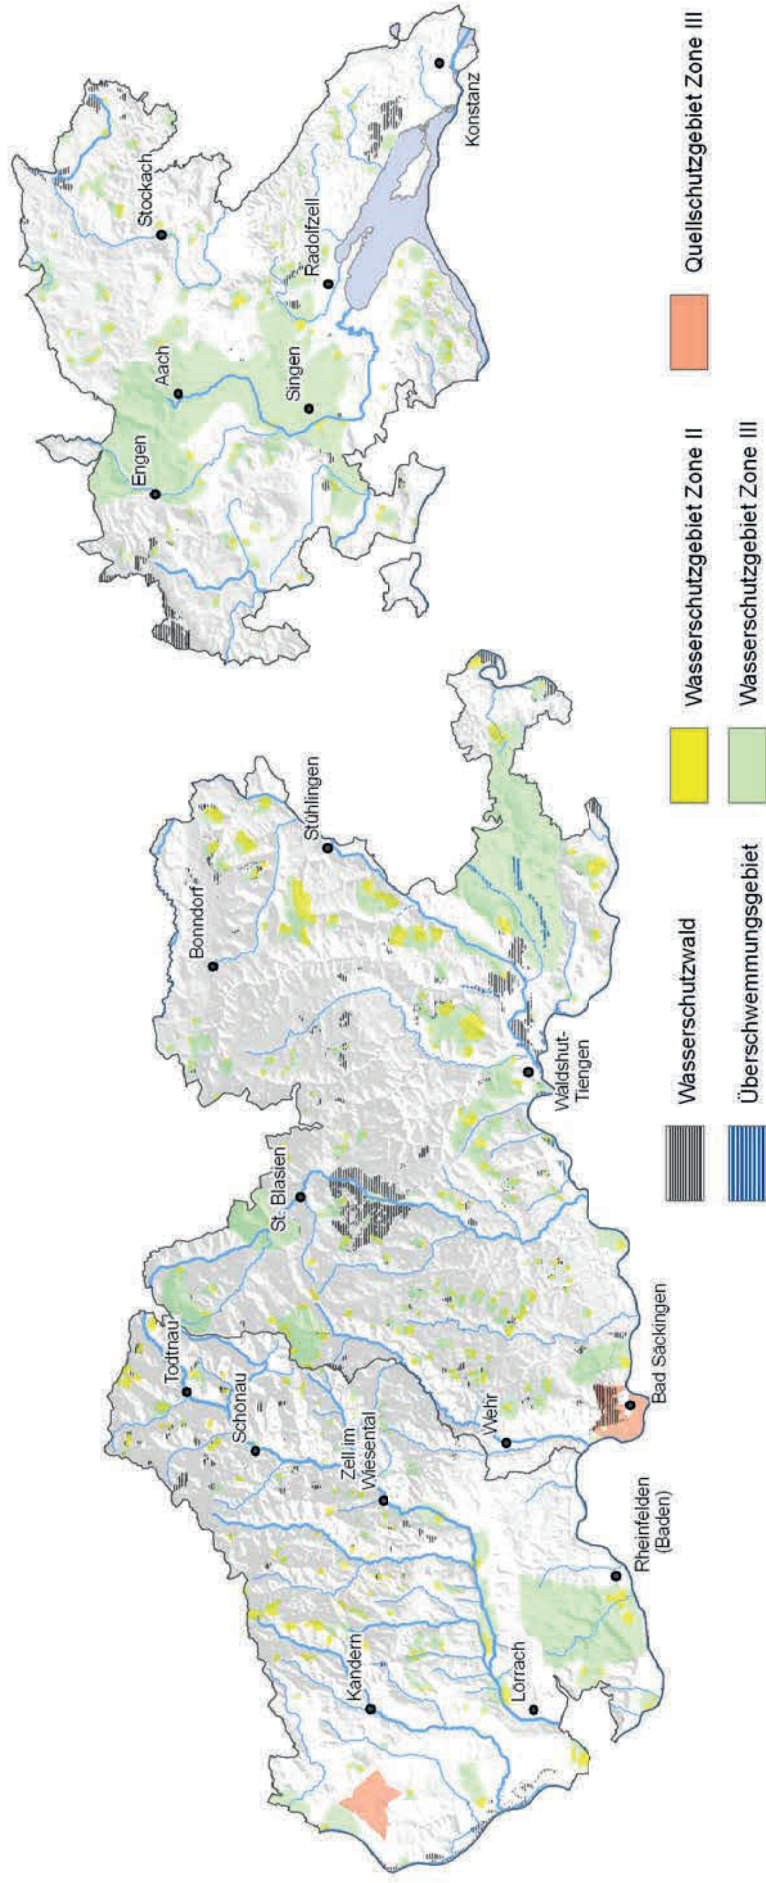 Konstanz
Stockach
Radolfzell
Aach
Singen
Engen
Stühlingen
Bonndorf
Waldshut-
Tiengen
St. Blasien
Todtnau
Schönau
Zell im
Wiesental
Wehr
Bad Säckingen
Rheinfelden
(Baden)
Kandern
Lörrach
Wasserschutzwald
Überschwemmungsgebiet
Wasserschutzgebiet Zone II
Wasserschutzgebiet Zone III
Quellschutzgebiet Zone III